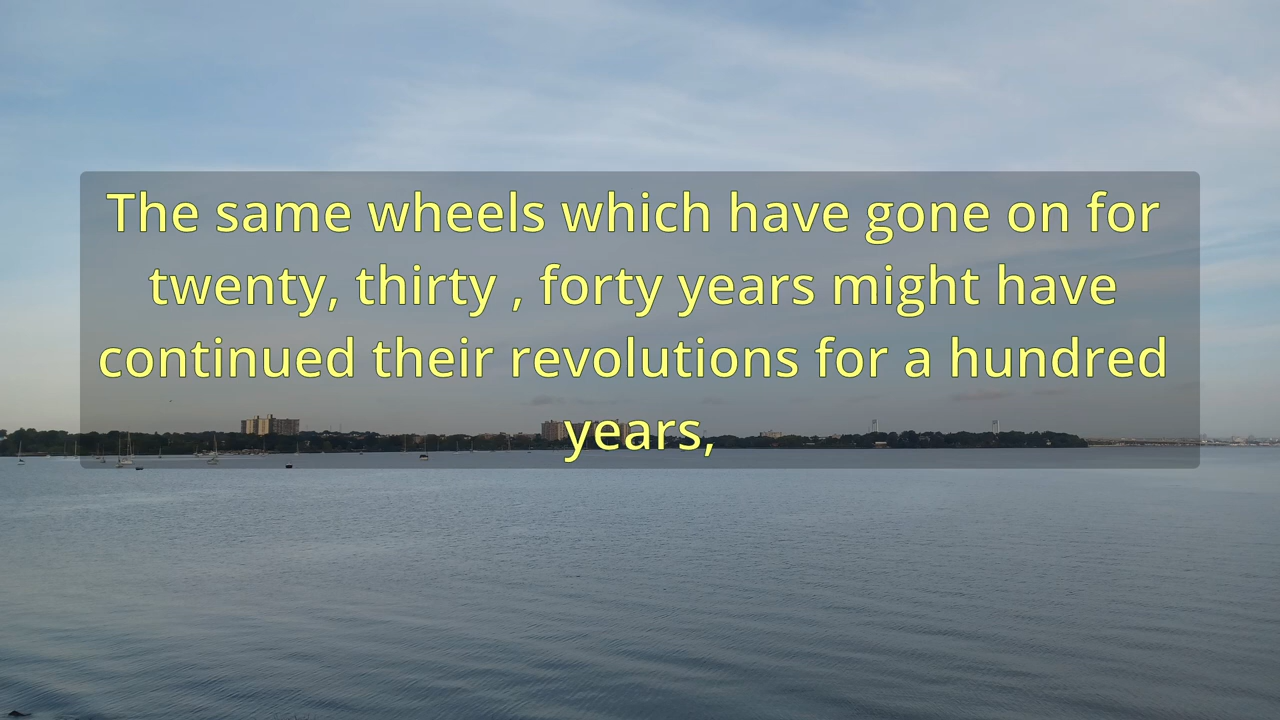 The same wheels which have gone on for
twenty, thirty , forty years might have
continued their revolutions for a hundred
years,